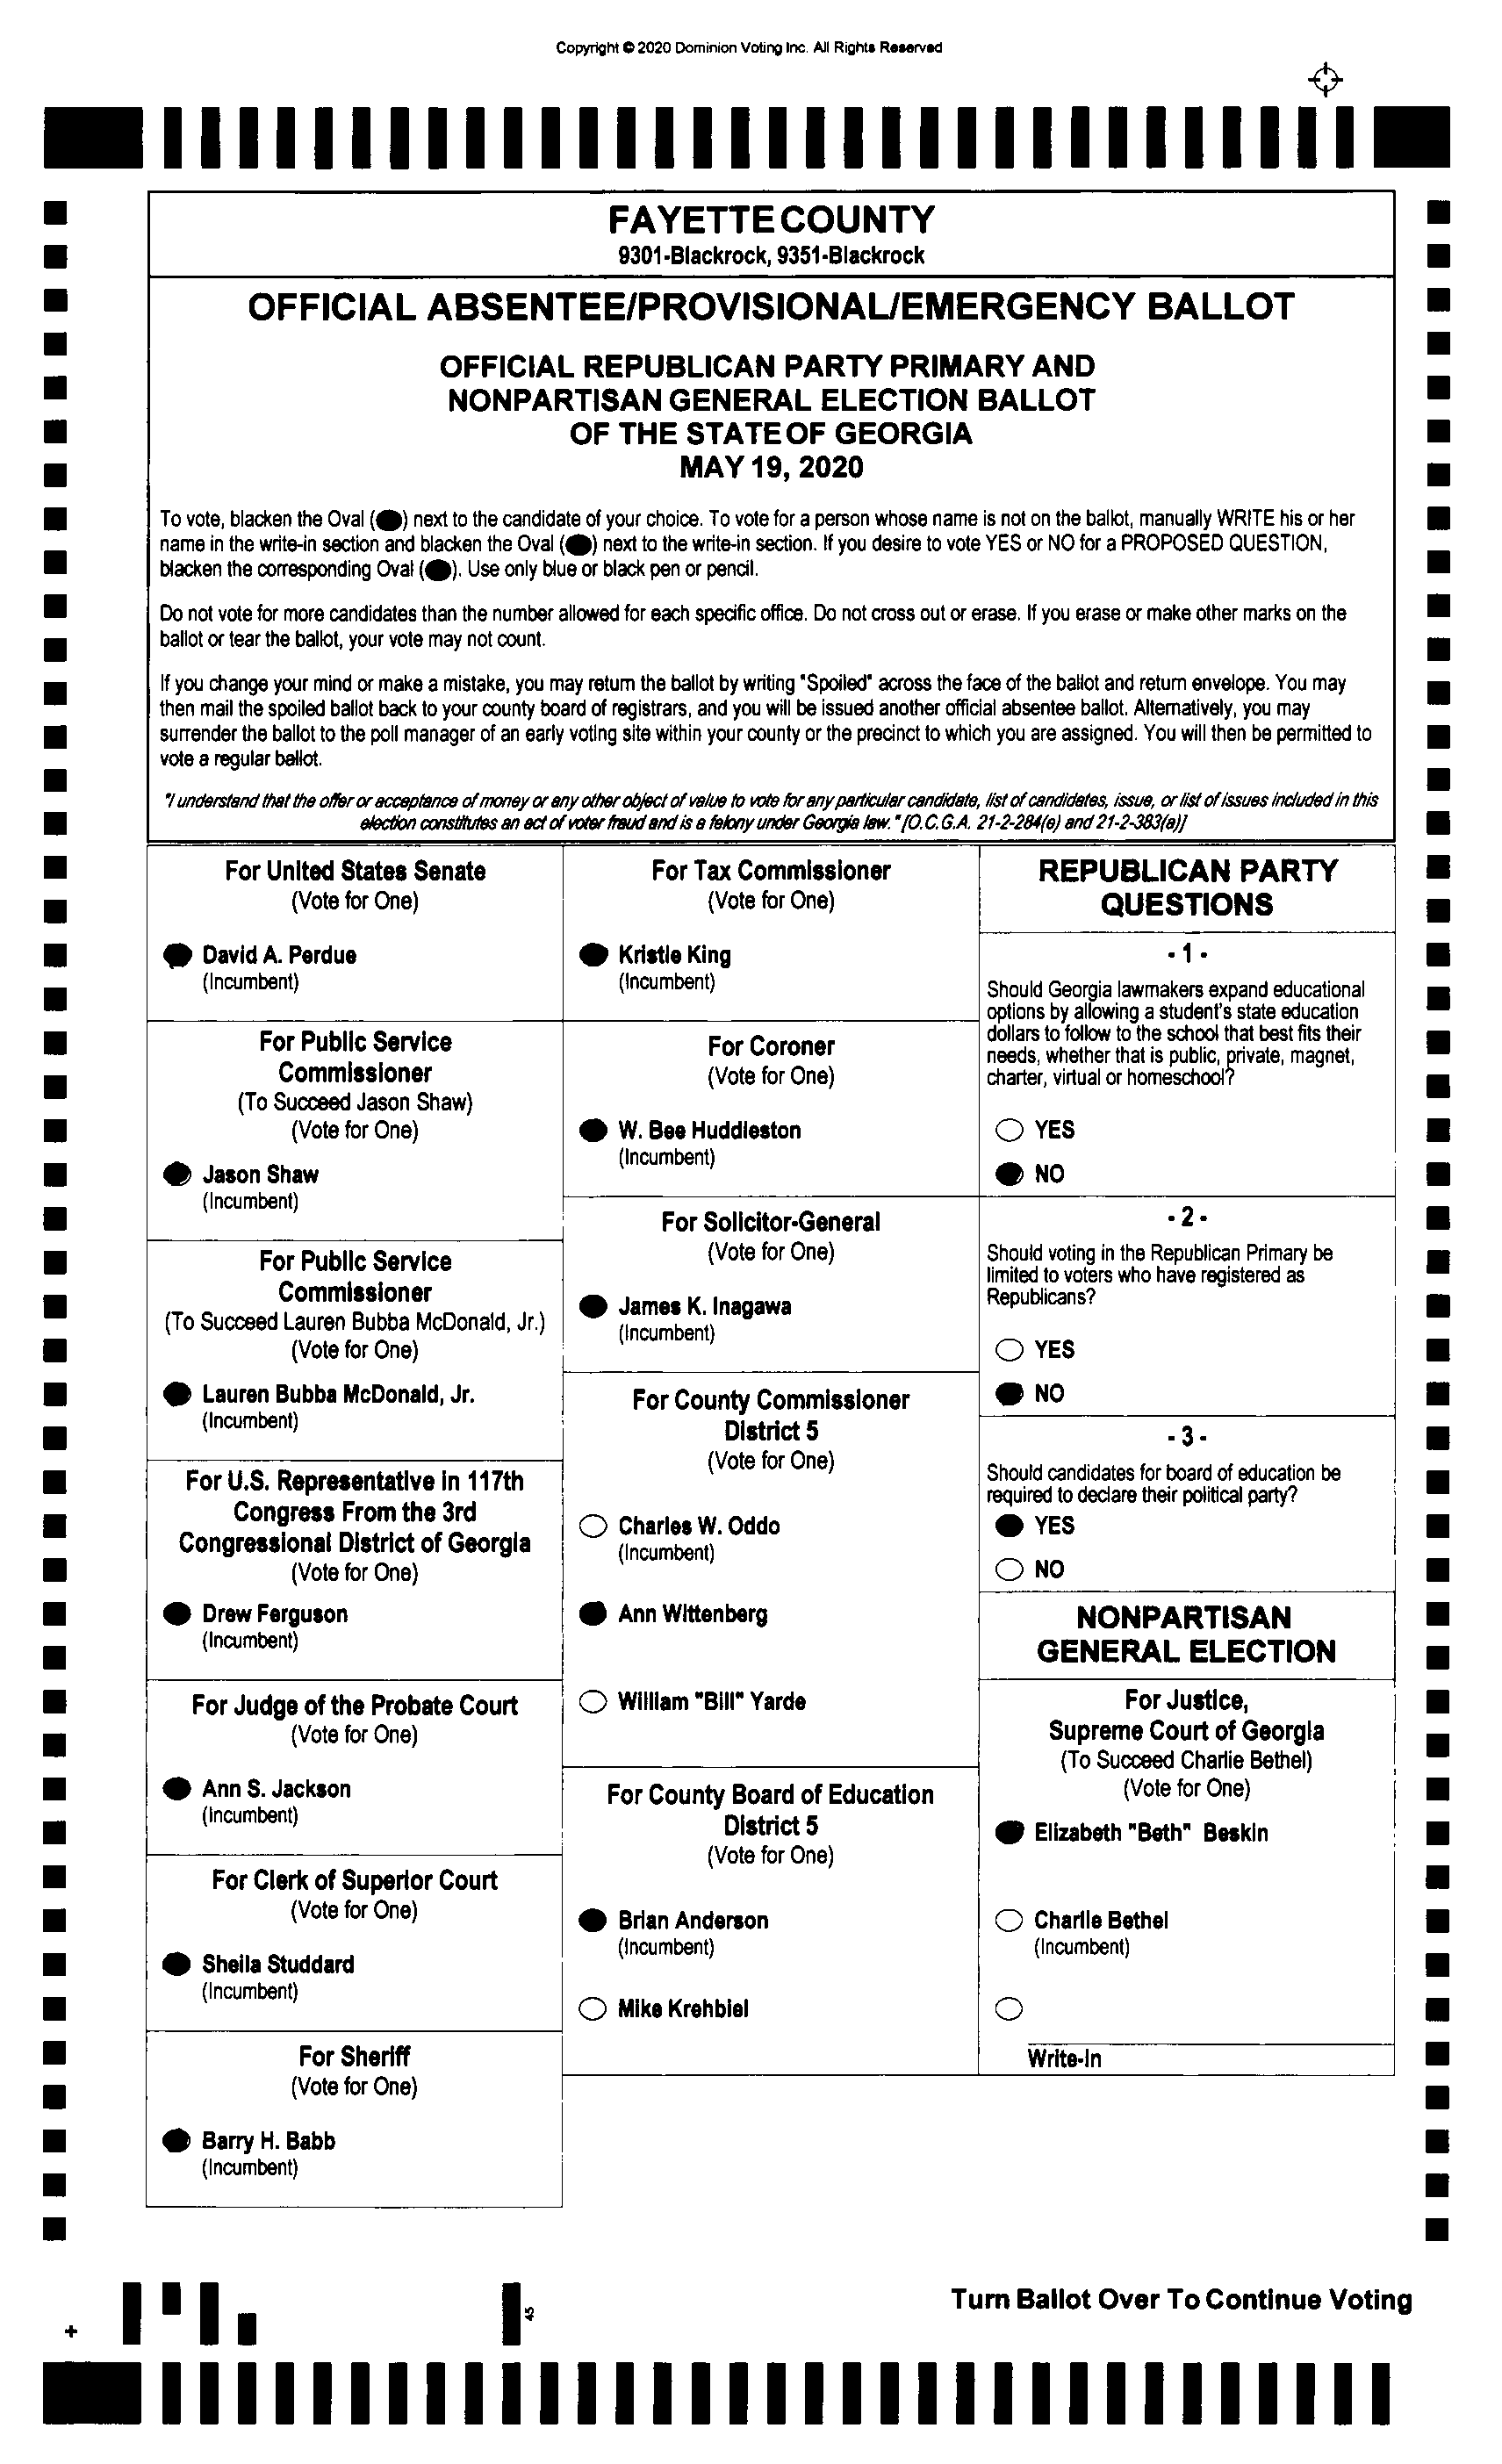 Copyright © 2020 Dominion Voting Inc. All Rights Reserved
FAYETTE COUNTY
9301-Blackrock, 9351-Blackrock
OFFICIAL ABSENTEE/PROVISIONAL/EMERGENCY BALLOT
OFFICIAL REPUBLICAN PARTY PRIMARY AND
NONPARTISAN GENERAL ELECTION BALLOT
OF THE STATE OF GEORGIA
MAY 19, 2020
To vote, blacken the Oval (⬤) next to the candidate of your choice. To vote for a person whose name is not on the ballot, manually WRITE his or her
name in the write-in section and blacken the Oval (⬤) next to the write-in section. If you desire to vote YES or NO for a PROPOSED QUESTION,
blacken the corresponding Oval (⬤). Use only blue or black pen or pencil.
Do not vote for more candidates than the number allowed for each specific office. Do not cross out or erase. If you erase or make other marks on the
ballot or tear the ballot, your vote may not count.
If you change your mind or make a mistake, you may return the ballot by writing "Spoiled" across the face of the ballot and return envelope. You may
then mail the spoiled ballot back to your county board of registrars, and you will be issued another official absentee ballot. Alternatively, you may
surrender the ballot to the poll manager of an early voting site within your county or the precinct to which you are assigned. You will then be permitted to
vote a regular ballot.
"I understand that the offer or acceptance of money or any other object of value to vote for any particular candidate, list of candidates, issue, or list of issues included in this
election constitutes an act of voter fraud and is a felony under Georgia law." [O.C.G.A. 21-2-284(e) and 21-2-383(a)]
For United States Senate
(Vote for One)
David A. Perdue
(Incumbent)
For Public Service
Commissioner
(To Succeed Jason Shaw)
(Vote for One)
Jason Shaw
(Incumbent)
For Public Service
Commissioner
(To Succeed Lauren Bubba McDonald, Jr.)
(Vote for One)
Lauren Bubba McDonald, Jr.
(Incumbent)
For U.S. Representative in 117th
Congress From the 3rd
Congressional District of Georgia
(Vote for One)
Drew Ferguson
(Incumbent)
For Judge of the Probate Court
(Vote for One)
Ann S. Jackson
(Incumbent)
For Clerk of Superior Court
(Vote for One)
Sheila Studdard
(Incumbent)
For Sheriff
(Vote for One)
Barry H. Babb
(Incumbent)
For Tax Commissioner
(Vote for One)
Kristie King
(Incumbent)
For Coroner
(Vote for One)
W. Bee Huddleston
(Incumbent)
For Solicitor-General
(Vote for One)
James K. Inagawa
(Incumbent)
For County Commissioner
District 5
(Vote for One)
Charles W. Oddo
(Incumbent)
Ann Wittenberg
William "Bill" Yarde
For County Board of Education
District 5
(Vote for One)
Brian Anderson
(Incumbent)
Mike Krehbiel
REPUBLICAN PARTY
QUESTIONS
- 1 -
Should Georgia lawmakers expand educational
options by allowing a student's state education
dollars to follow to the school that best fits their
needs, whether that is public, private, magnet,
charter, virtual or homeschool?
YES
NO
- 2 -
Should voting in the Republican Primary be
limited to voters who have registered as
Republicans?
YES
NO
- 3 -
Should candidates for board of education be
required to declare their political party?
YES
NO
NONPARTISAN
GENERAL ELECTION
For Justice,
Supreme Court of Georgia
(To Succeed Charlie Bethel)
(Vote for One)
Elizabeth "Beth" Beskin
Charlie Bethel
(Incumbent)
Write-in
Turn Ballot Over To Continue Voting
45
+